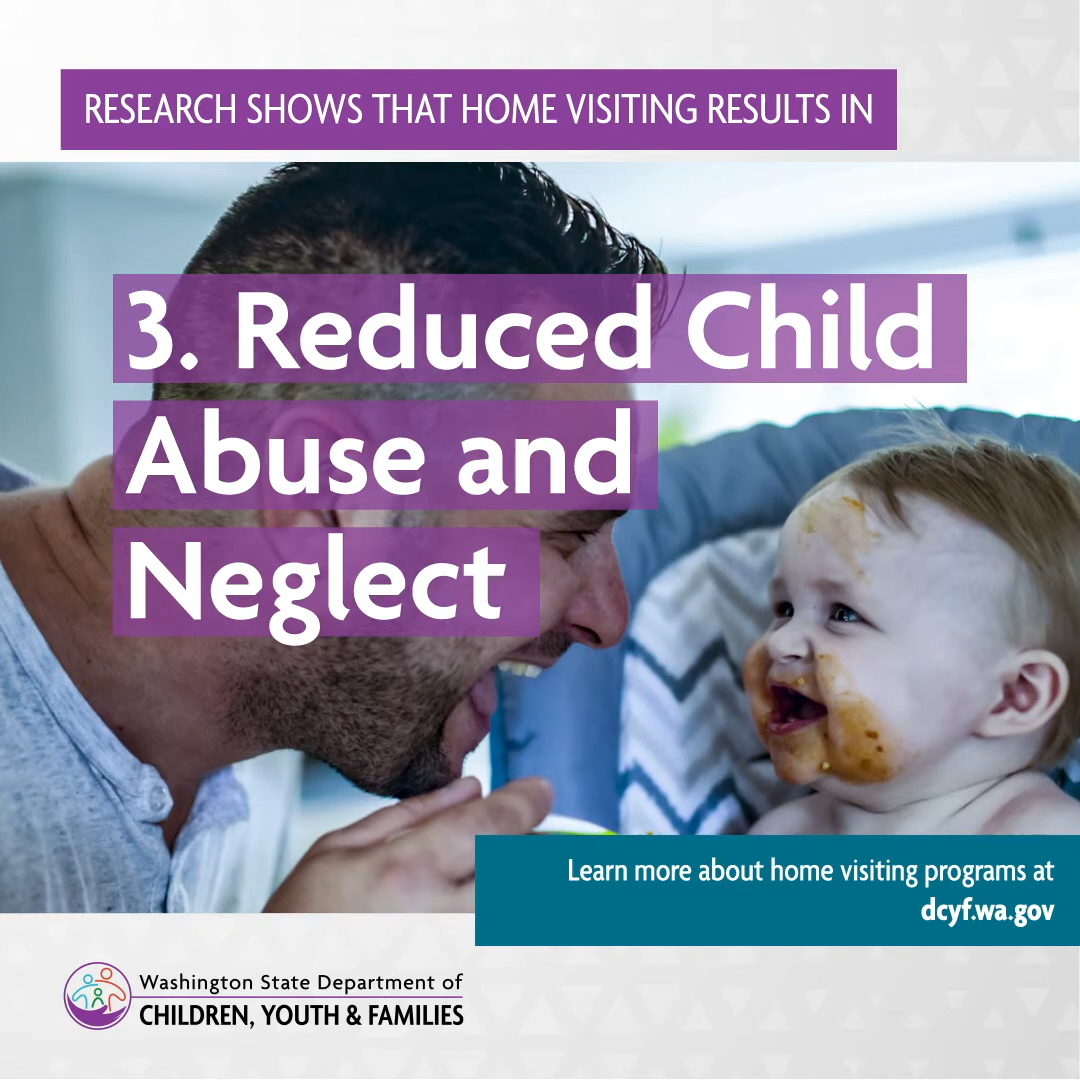 RESEARCH SHOWS THAT HOME VISITING RESULTS IN
3. Reduced Child
Abuse and
Neglect
Learn more about home visiting programs at
dcyf.wa.gov
Washington State Department of
CHILDREN, YOUTH & FAMILIES